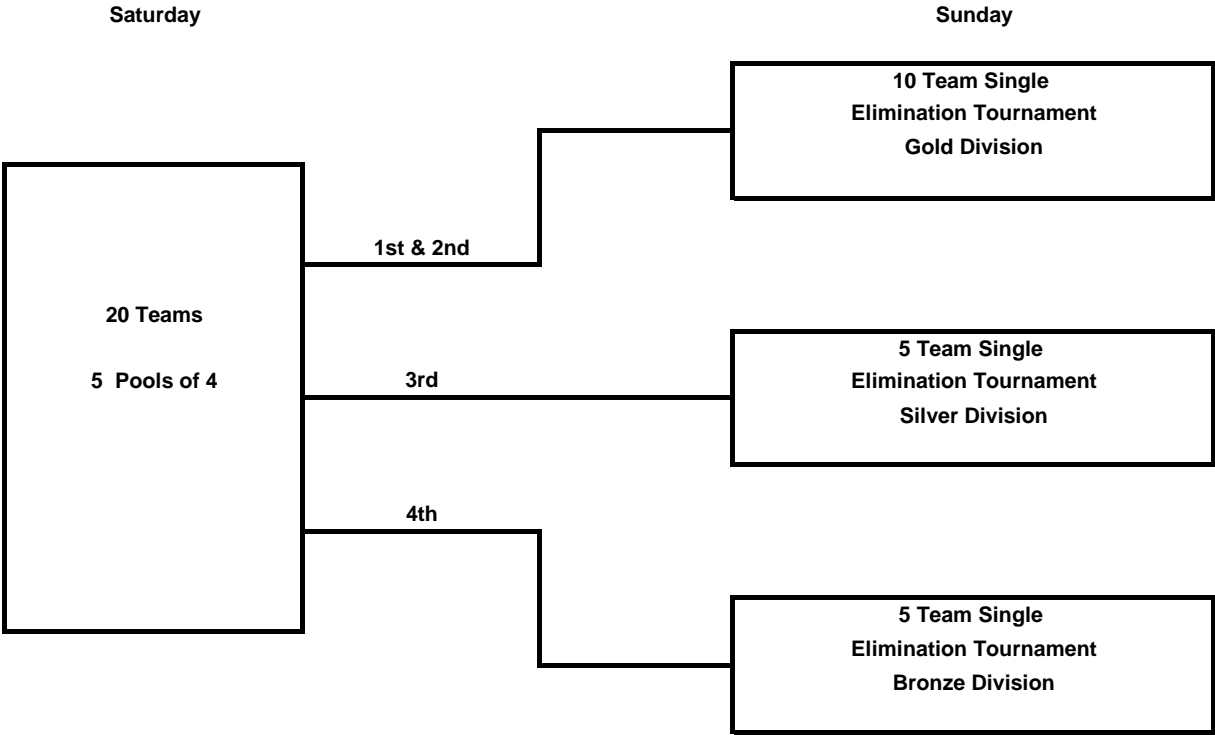 Saturday
Sunday
10 Team Single
Elimination Tournament
Gold Division
1st & 2nd
20 Teams
5 Pools of 4
3rd
5 Team Single
Elimination Tournament
Silver Division
4th
5 Team Single
Elimination Tournament
Bronze Division